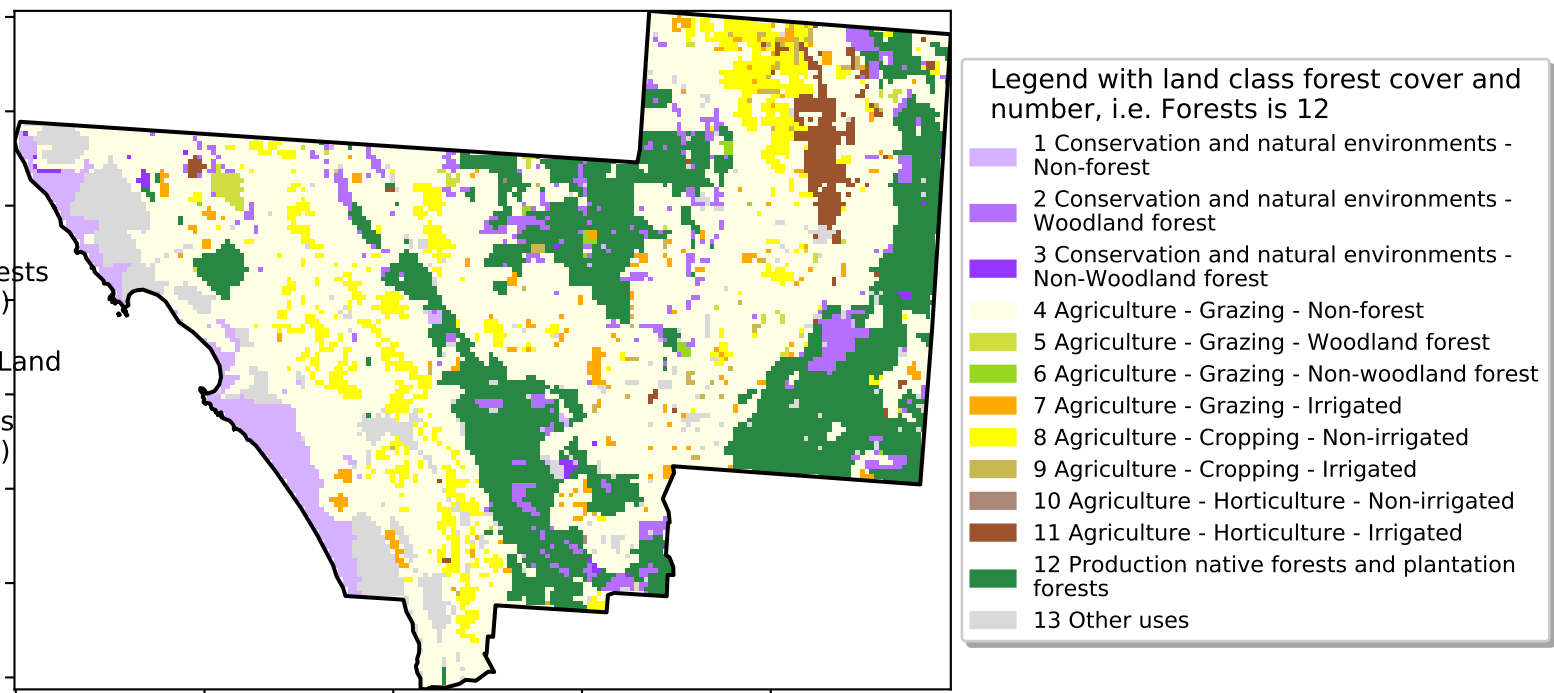 ests
)
Land
s
)
Legend with land class forest cover and
number, i.e. Forests is 12
1 Conservation and natural environments -
Non-forest
2 Conservation and natural environments -
Woodland forest
3 Conservation and natural environments -
Non-Woodland forest
4 Agriculture - Grazing - Non-forest
5 Agriculture - Grazing - Woodland forest
6 Agriculture - Grazing - Non-woodland forest
7 Agriculture - Grazing - Irrigated
8 Agriculture - Cropping - Non-irrigated
9 Agriculture - Cropping - Irrigated
10 Agriculture - Horticulture - Non-irrigated
11 Agriculture - Horticulture - Irrigated
12 Production native forests and plantation
forests
13 Other uses